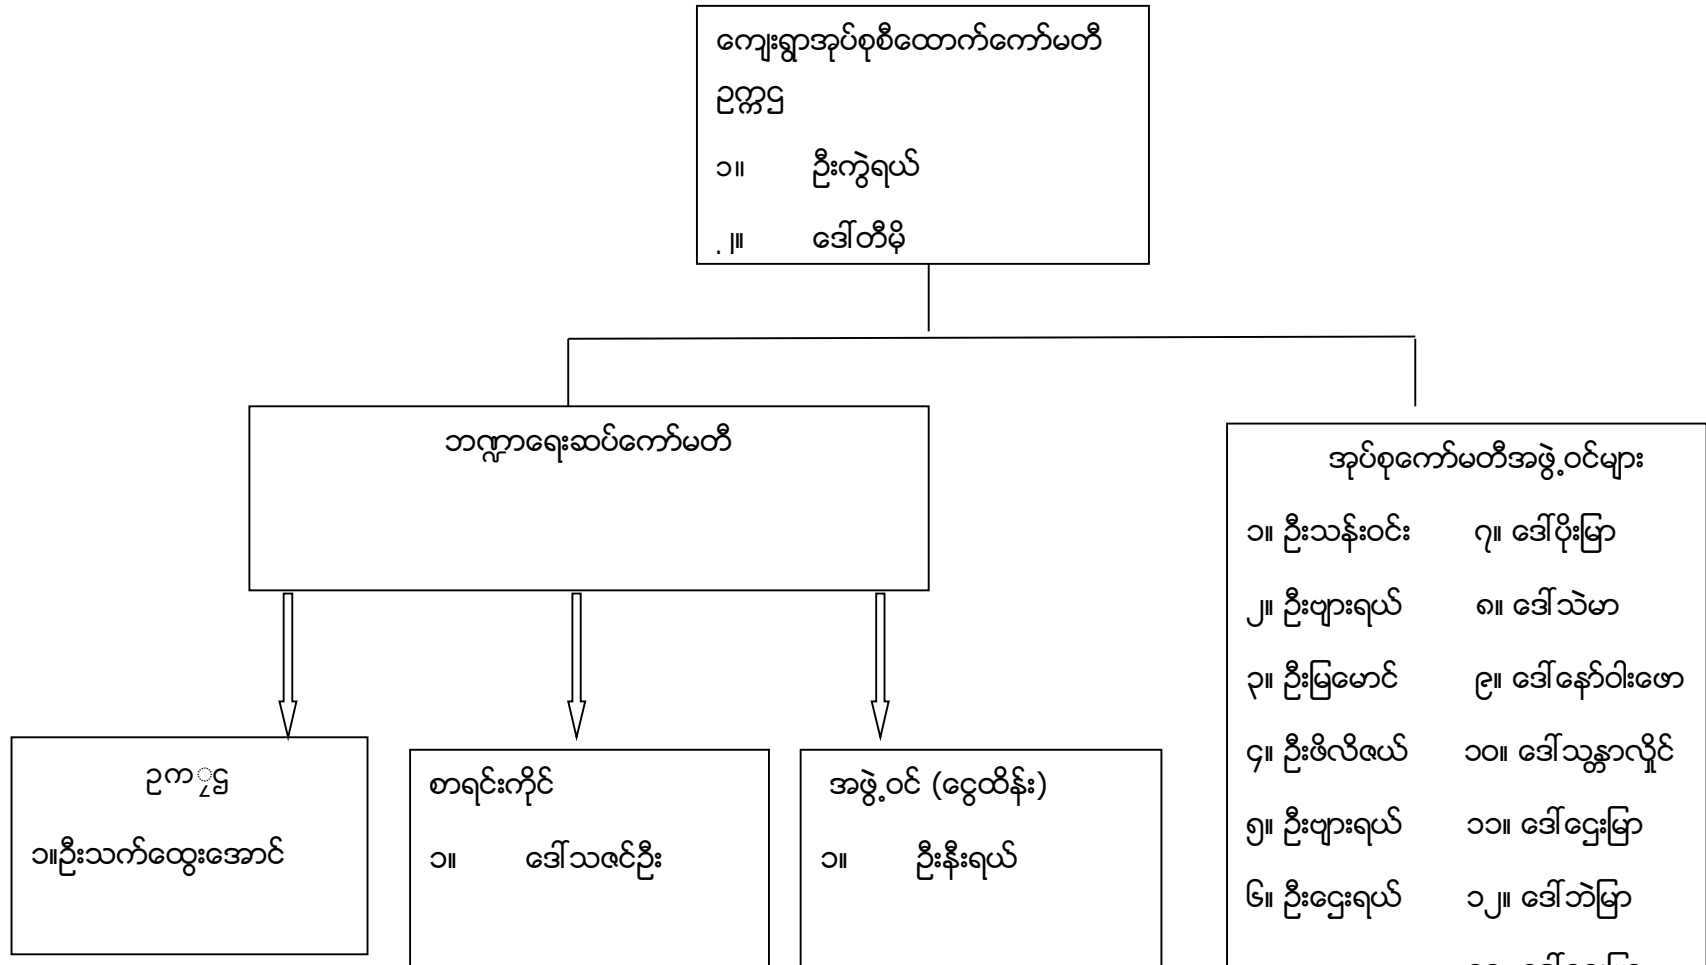 ကျေးရွာအုပ်စုစီထောက်ကော်မတီ
ဥက္ကဌ
၁။ ဦးကွဲရယ်
၂။ ဒေါ်တီမို
ဘဏ္ဍာရေးဆပ်ကော်မတီ
ဥကၠဌ
၁။ဦးသက်ထွေးအောင်
စာရင်းကိုင်
၁။ ဒေါ်သဇင်ဦး
အဖွဲ့ဝင် (ငွေထိန်း)
၁။ ဦးနီးရယ်
အုပ်စုကော်မတီအဖွဲ့ဝင်များ
၁။ ဦးသန်းဝင်း ၇။ ဒေါ်ပိုးမြာ
၂။ ဦးဗျားရယ် ၈။ ဒေါ်သဲမာ
၃။ ဦးမြမောင် ၉။ ဒေါ်နော်ဝါးဖော
၄။ ဦးဖိလိဇယ် ၁၀။ ဒေါ်သန္တာလှိုင်
၅။ ဦးဗျားရယ် ၁၁။ ဒေါ်ငွေးမြာ
၆။ ဦးငွေးရယ် ၁၂။ ဒေါ်ဘဲမြာ